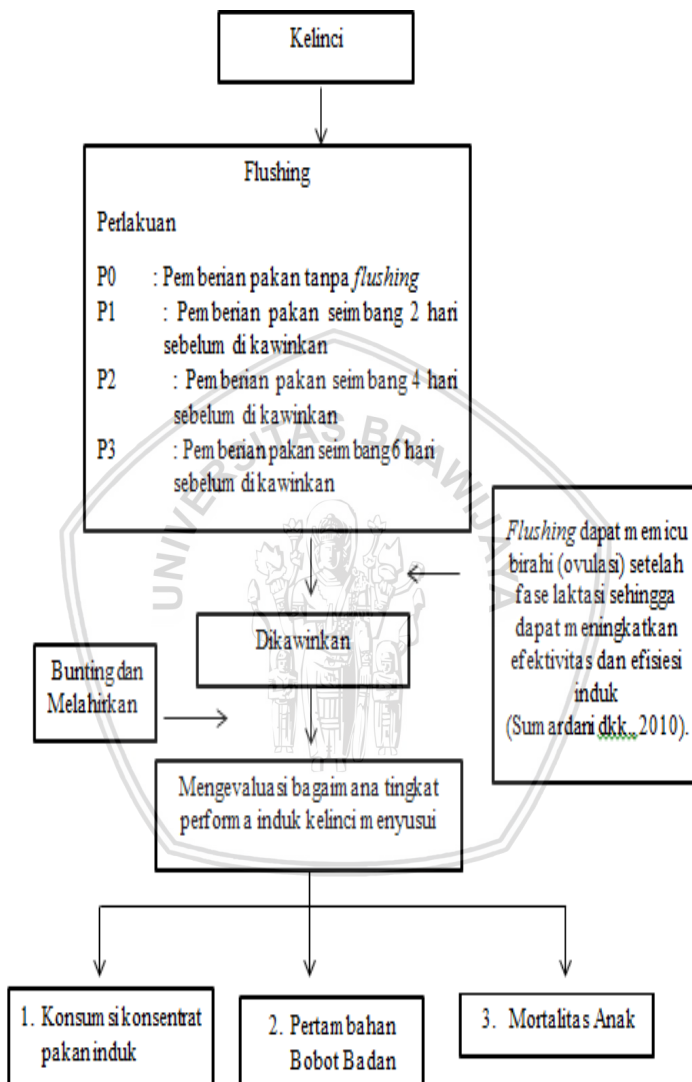 Kelinci
Flushing
Perlakuan
P0 : Pemberian pakan tanpa flushing
P1 : Pemberian pakan seimbang 2 hari
sebelum di kawinkan
P2 : Pemberian pakan seimbang 4 hari
sebelum di kawinkan
P3 : Pemberian pakan seimbang 6 hari
sebelum di kawinkan
UNIVERSITAS BRAWIJAYA
Flushing dapat memicu
birahi (ovulasi) setelah
fase laktasi sehingga
dapat meningkatkan
efektivitas dan efisiesi
induk
(Sumardani dkk., 2010).
Dikawinkan
Bunting dan
Melahirkan
Mengevaluasi bagaimana tingkat
performa induk kelinci menyusui
1. Konsumsi konsentrat
pakan induk
2. Pertambahan
Bobot Badan
3. Mortalitas Anak